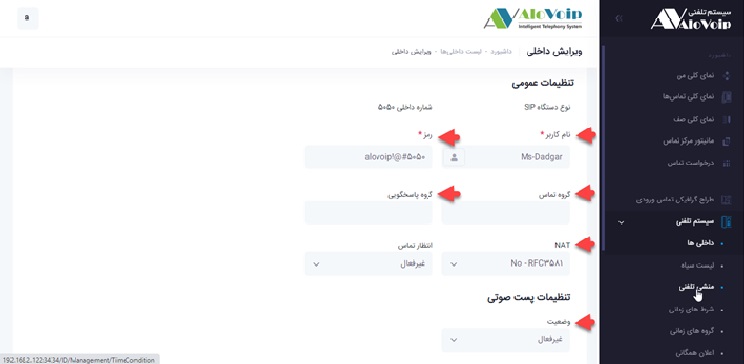 سیستم تلفنی
AloVoip
AloVoip
Intelligent Telephony System
ویرایش داخلی
داشبورد - لیست داخلی‌ها - ویرایش داخلی
تنظیمات عمومی
نوع دستگاه SIP
شماره داخلی ۵۰۵۰
نام کاربر *
رمز *
Ms-Dadgar
alovoip!@#۵۰۵۰
گروه تماس
گروه پاسخگویی
NAT
انتظار تماس
No - RFC۳۵۸۱
غیرفعال
تنظیمات پست صوتی
وضعیت
غیرفعال
داشبورد
نمای کلی من
نمای کلی تماس‌ها
نمای کلی صف
مانیتور مرکز تماس
درخواست تماس
طراح گرافیکی تماس ورودی
سیستم تلفنی
داخلی ها
لیست سیاه
منشی تلفنی
شرط های زمانی
گروه های زمانی
اعلان همگانی
192.168.2.122:3434/ID/Management/TimeCondition